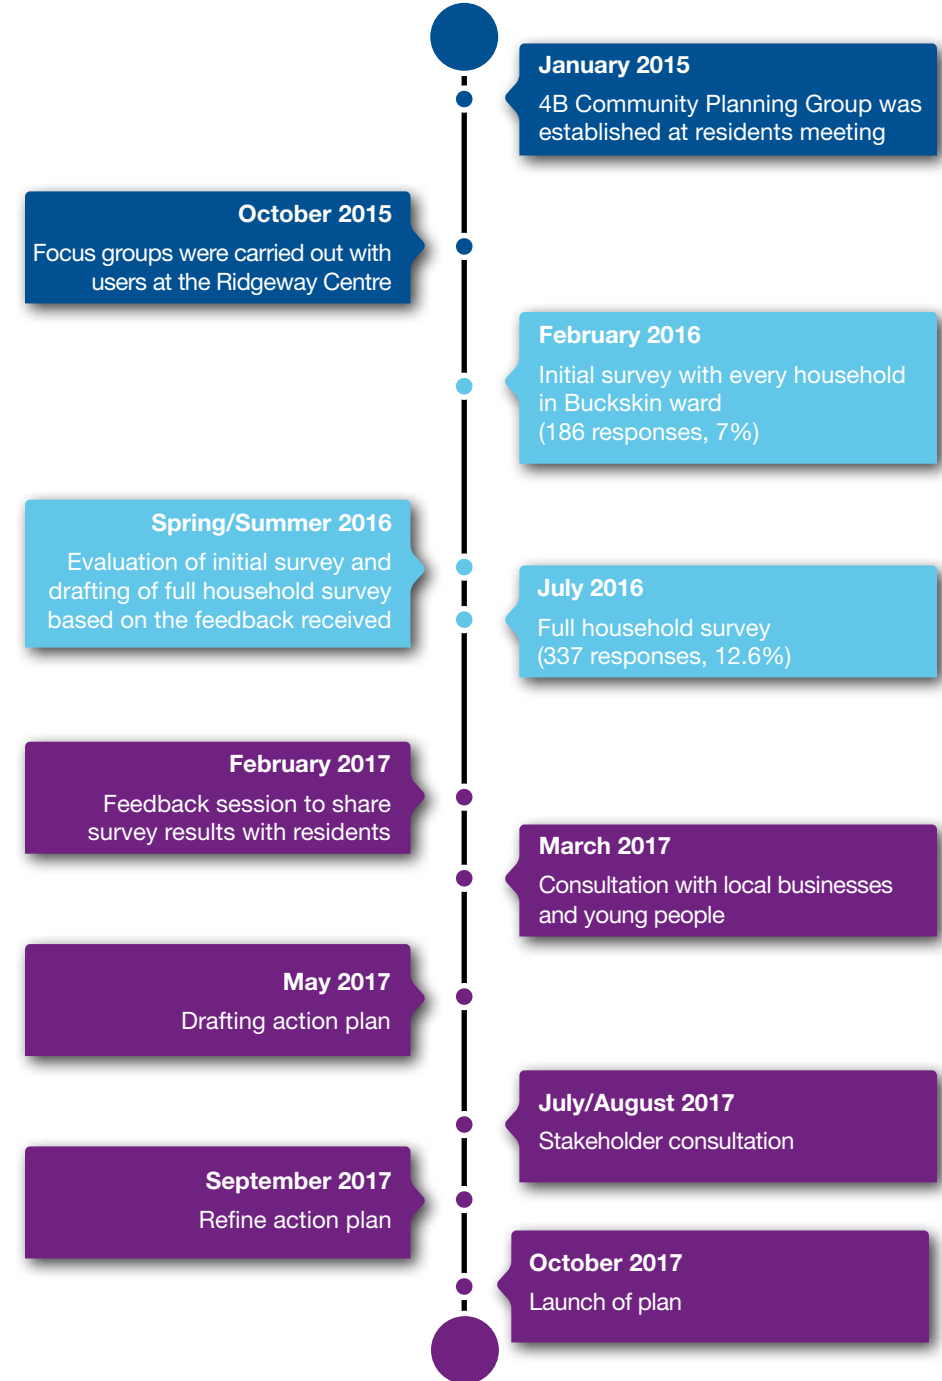 January 2015
4B Community Planning Group was
established at residents meeting
October 2015
Focus groups were carried out with
users at the Ridgeway Centre
February 2016
Initial survey with every household
in Buckskin ward
(186 responses, 7%)
Spring/Summer 2016
Evaluation of initial survey and
drafting of full household survey
based on the feedback received
July 2016
Full household survey
(337 responses, 12.6%)
February 2017
Feedback session to share
survey results with residents
March 2017
Consultation with local businesses
and young people
May 2017
Drafting action plan
July/August 2017
Stakeholder consultation
September 2017
Refine action plan
October 2017
Launch of plan